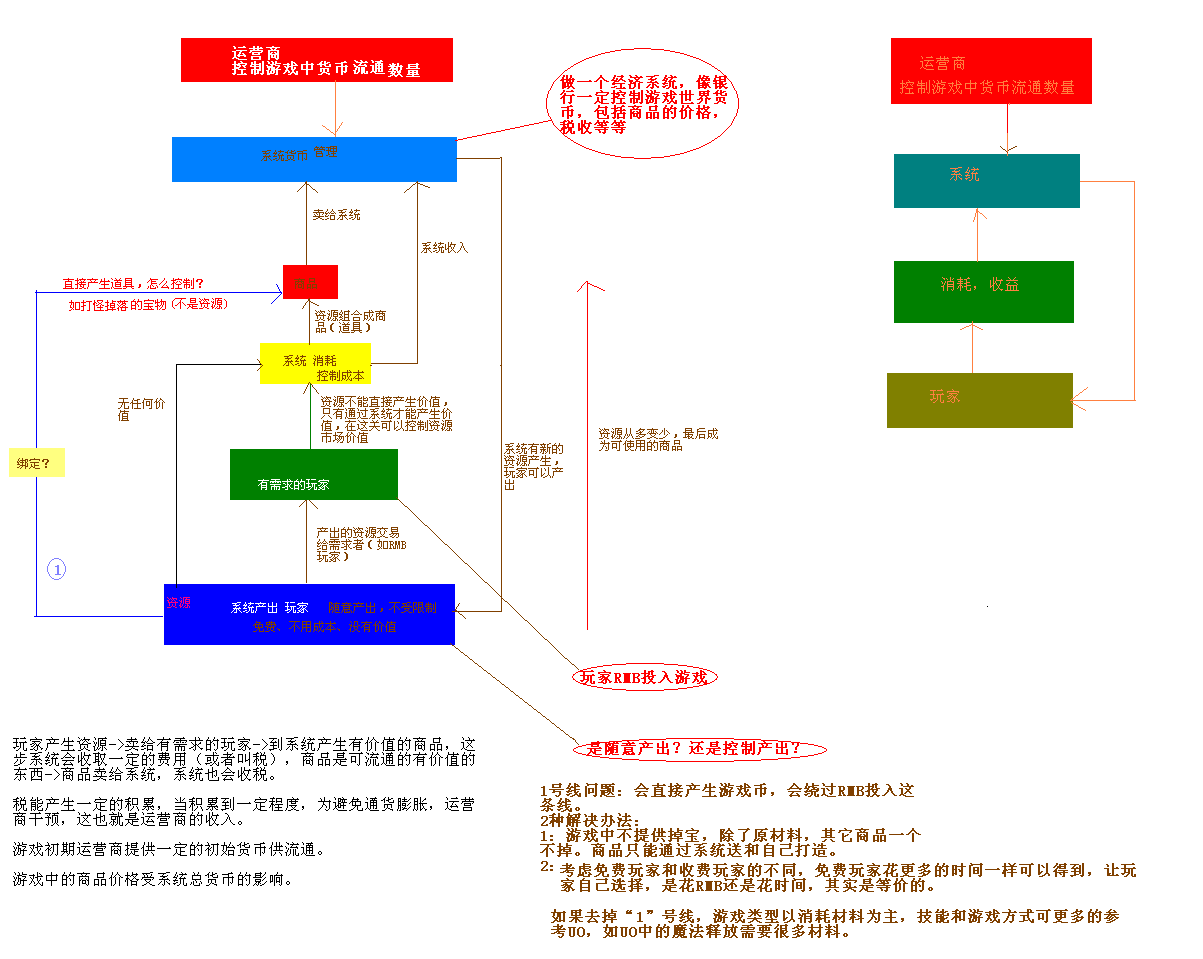 运营商
控制游戏中货币流通数量
做一个经济系统，像银
行一定控制游戏世界货
币，包括商品的价格，
税收等等
系统货币 管理
卖给系统
系统收入
直接产生道具，怎么控制？
如打怪掉落的宝物(不是资源)
资源组合成商
品(道具)
系统 消耗
控制成本
无任何价
值
资源不能直接产生价值，
只有通过系统才能产生价
值，在这关可以控制资源
市场价值
绑定？
有需求的玩家
系统有新的
资源产生，
玩家可以产
出
资源从多变少，最后成
为可使用的商品
产出的资源交易
给需求者(如RMB
玩家)
1
资源
系统产出 玩家 随意产出，不受限制
免费、不用成本、没有价值
玩家RMB投入游戏
是随意产出？还是控制产出？
运营商
控制游戏中货币流通数量
系统
消耗，收益
玩家
玩家产生资源->卖给有需求的玩家->到系统产生有价值的商品，这
步系统会收取一定的费用（或者叫税），商品是可流通的有价值的
东西->商品卖给系统，系统也会收税。
税能产生一定的积累，当积累到一定程度，为避免通货膨胀，运营
商干预，这也就是运营商的收入。
游戏初期运营商提供一定的初始货币供流通。
游戏中的商品价格受系统总货币的影响。
1号线问题：会直接产生游戏币，会绕过RMB投入这
条线。
2种解决办法：
1：游戏中不提供掉宝，除了原材料，其它商品一个
不掉。商品只能通过系统送和自己打造。
2：考虑免费玩家和收费玩家的不同，免费玩家花更多的时间一样可以得到，让玩
家自己选择，是花RMB还是花时间，其实是等价的。
如果去掉“1”号线，游戏类型以消耗材料为主，技能和游戏方式可更多的参
考UO，如UO中的魔法释放需要很多材料。